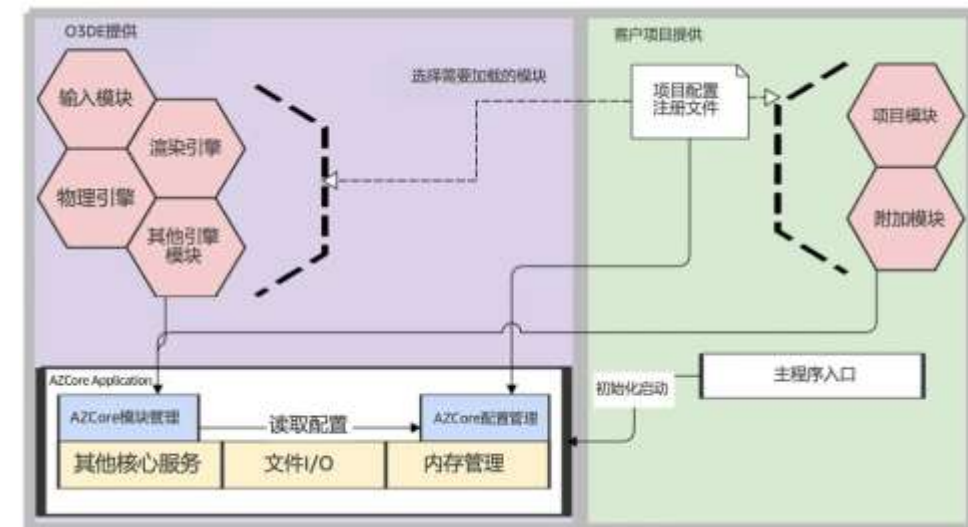 O3DE提供
输入模块
渲染引擎
物理引擎
其他引擎
模块
选择需要加载的模块
客户项目提供
项目配置
注册文件
项目模块
附加模块
AZCore Application
AZCore模块管理
读取配置
AZCore配置管理
其他核心服务
文件I/O
内存管理
初始化启动
主程序入口